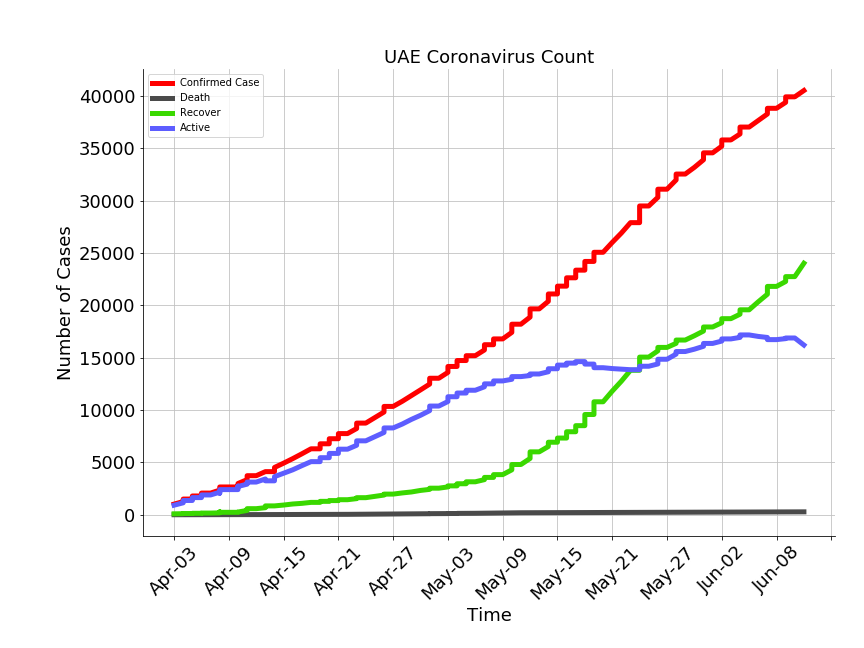 UAE Coronavirus Count
Confirmed Case
Death
Recover
Active
Number of Cases
40000
35000
30000
25000
20000
15000
10000
5000
0
Apr-03
Apr-09
Apr-15
Apr-21
Apr-27
May-03
May-09
May-15
May-21
May-27
Jun-02
Jun-08
Time